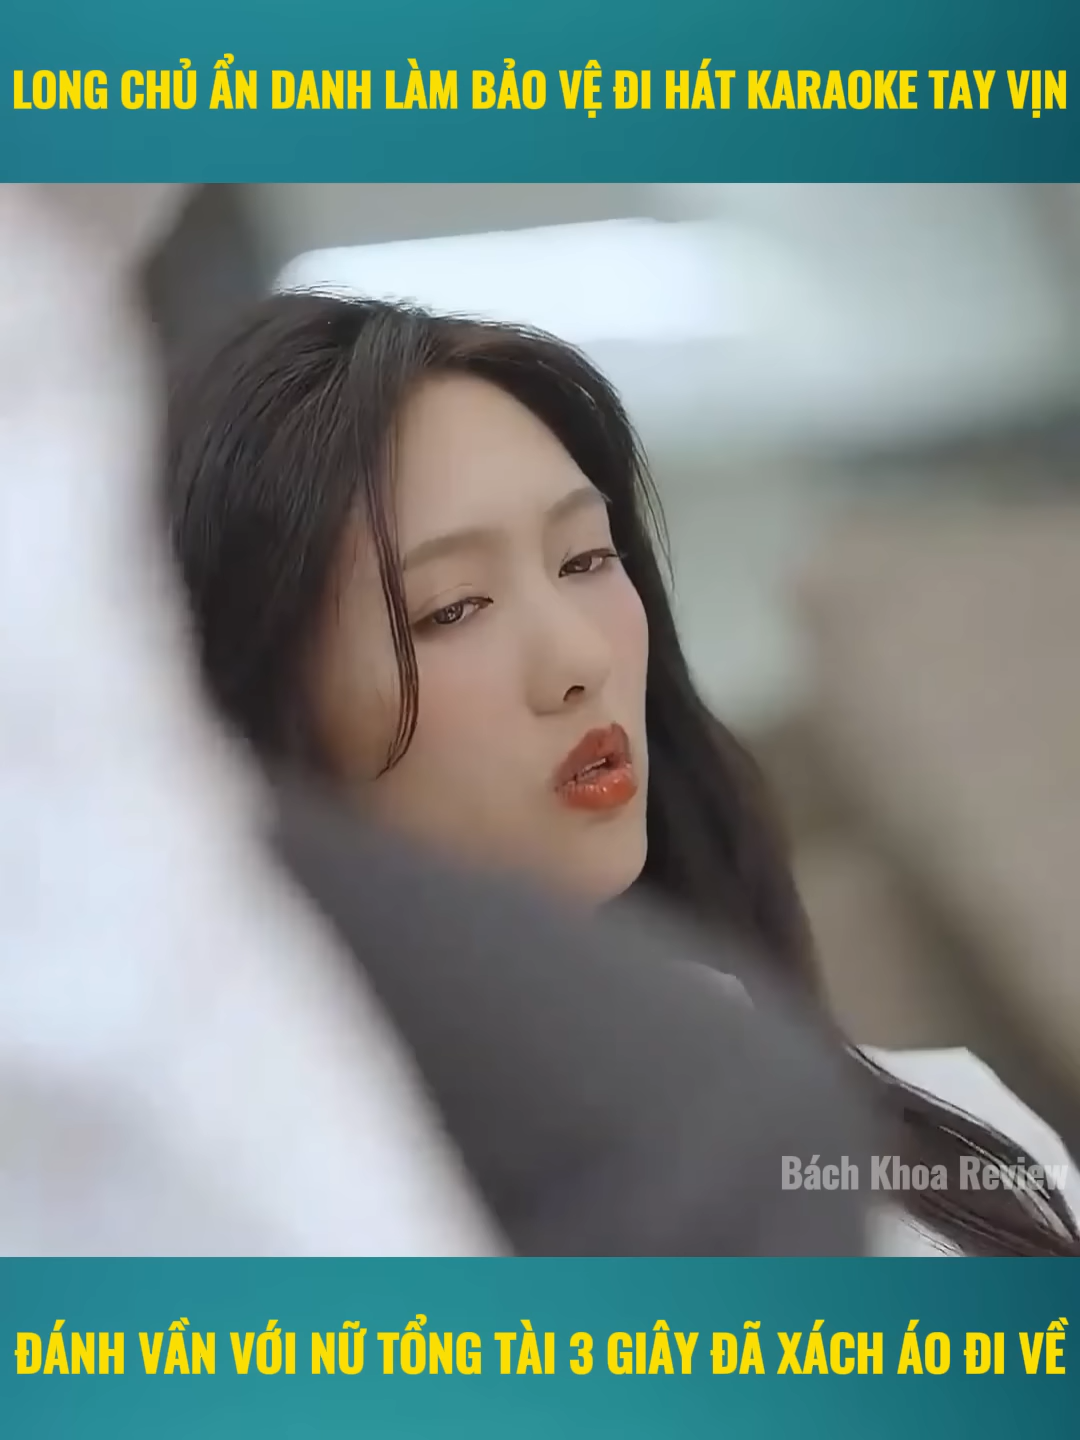 LONG CHỦ ẨN DANH LÀM BẢO VỆ ĐI HÁT KARAOKE TAY VỊN
Bách Khoa Review
ĐÁNH VẦN VỚI NỮ TỔNG TÀI 3 GIÂY ĐÃ XÁCH ÁO ĐI VỀ